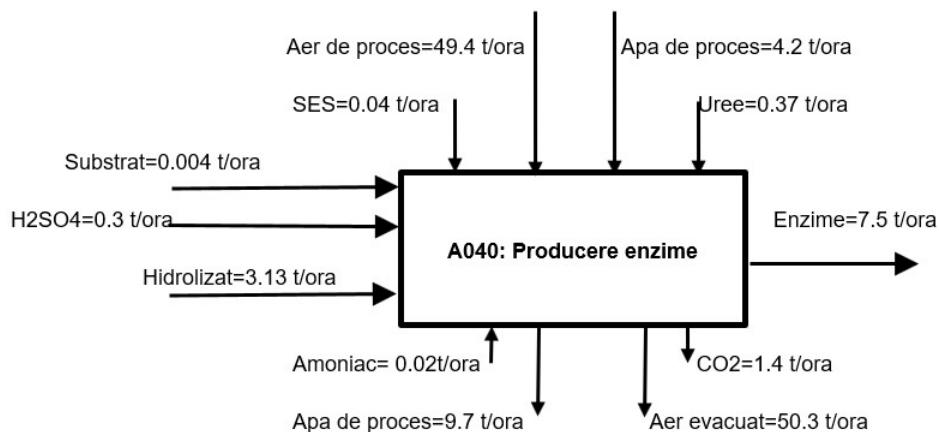 Aer de proces=49.4 t/ora
Apa de proces=4.2 t/ora
SES=0.04 t/ora
Uree=0.37 t/ora
Substrat=0.004 t/ora
H2SO4=0.3 t/ora
Enzime=7.5 t/ora
A040: Producere enzime
Hidrolizat=3.13 t/ora
Amoniac= 0.02t/ora
CO2=1.4 t/ora
Apa de proces=9.7 t/ora
Aer evacuat=50.3 t/ora